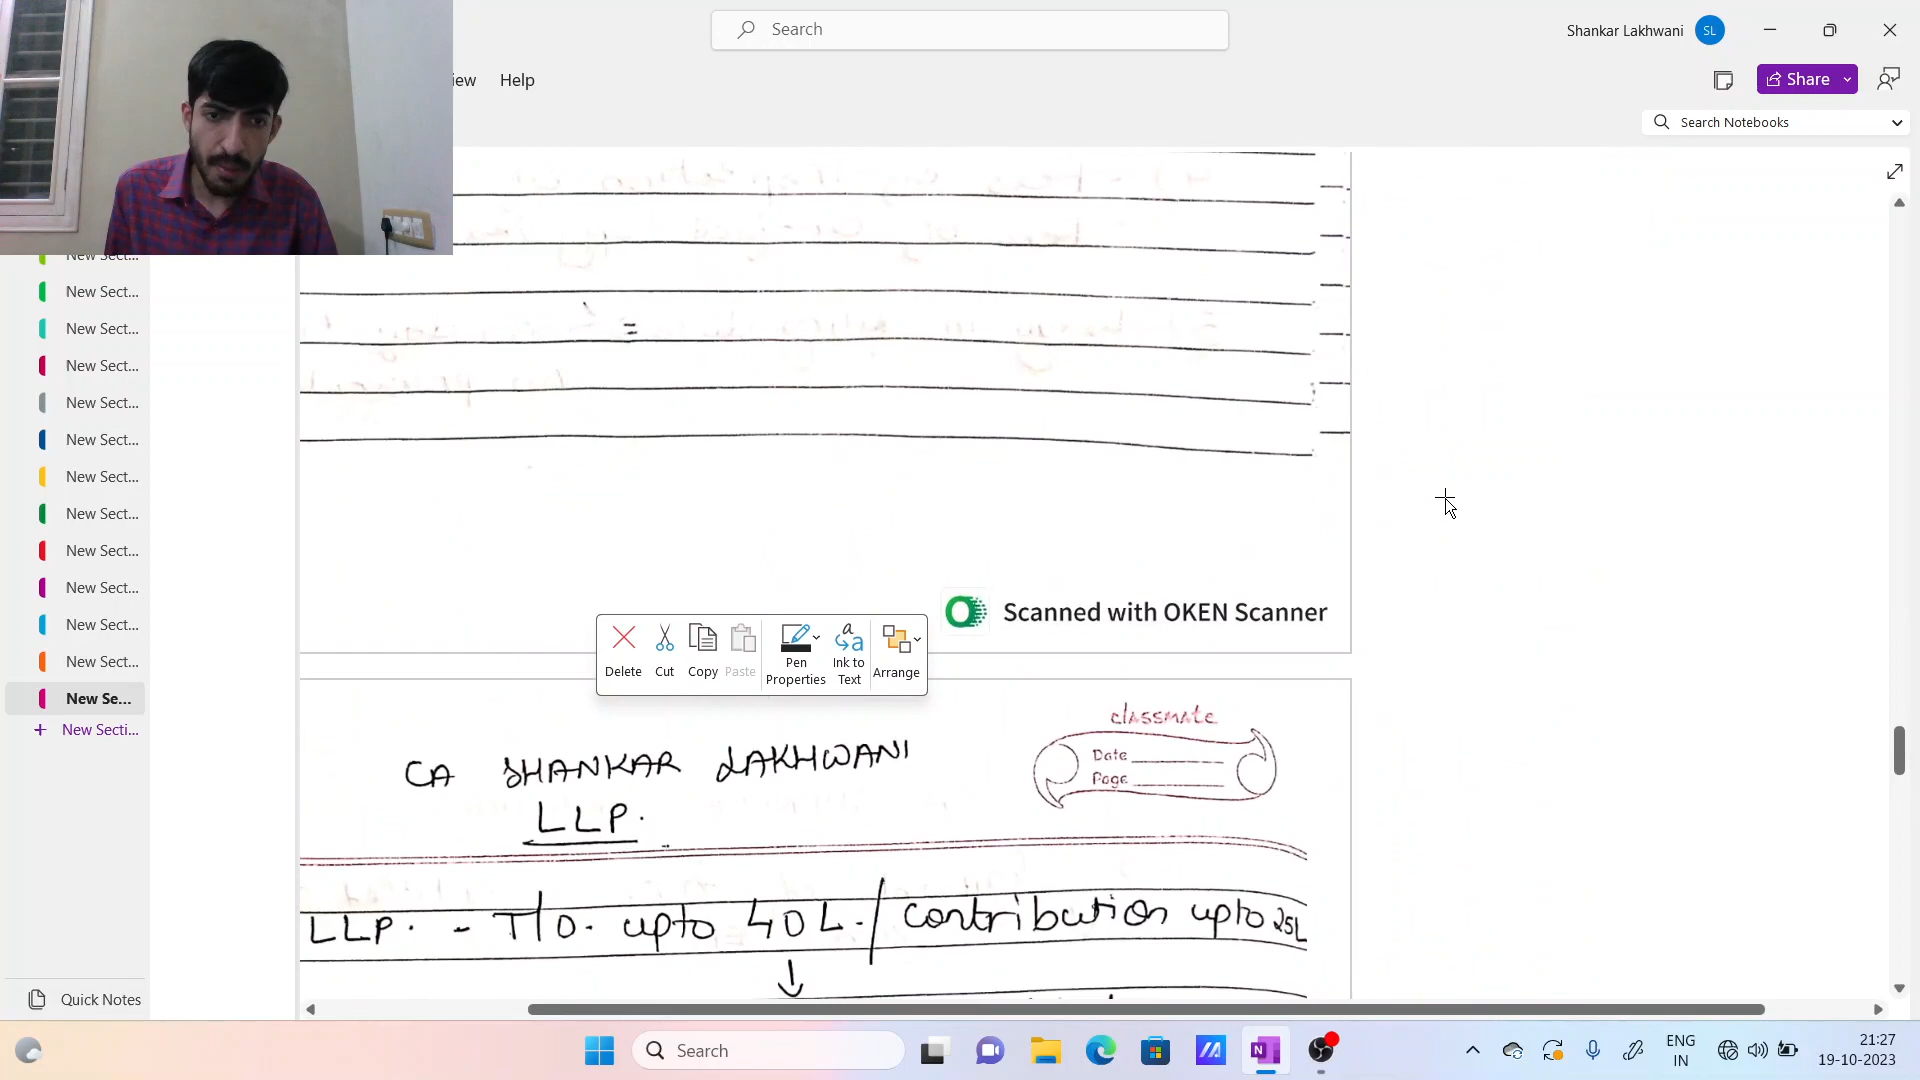 Search
Shankar Lakhwani
SL
iew
Help
Share
Search Notebooks
New Sect...
New Sect...
New Sect...
New Sect...
New Sect...
New Sect...
New Sect...
New Sect...
New Sect...
New Sect...
New Sect...
New Sect...
New Se...
New Secti...
Scanned with OKEN Scanner
Delete
Cut
Copy
Paste
Pen Properties
Ink to Text
Arrange
classmate
Date
Page
CA SHANKAR LAKHWANI
LLP.
LLP. - T/O. upto 40L. / contribution upto 25L
Quick Notes
Search
ENG
IN
21:27
19-10-2023